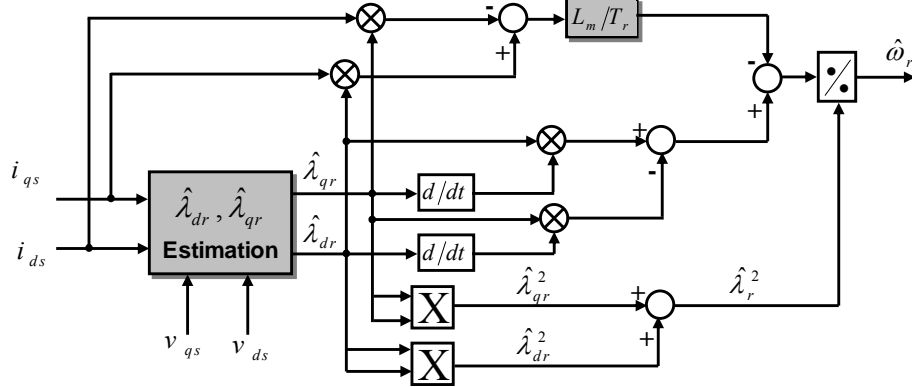 -
+
L_m/T_r
-
+
ω̂_r
i_qs
λ̂_qr
d/dt
+
-
λ̂_dr , λ̂_qr
Estimation
i_ds
λ̂_dr
d/dt
X
λ̂_qr^2
+
+
λ̂_r^2
v_qs
v_ds
X
λ̂_dr^2